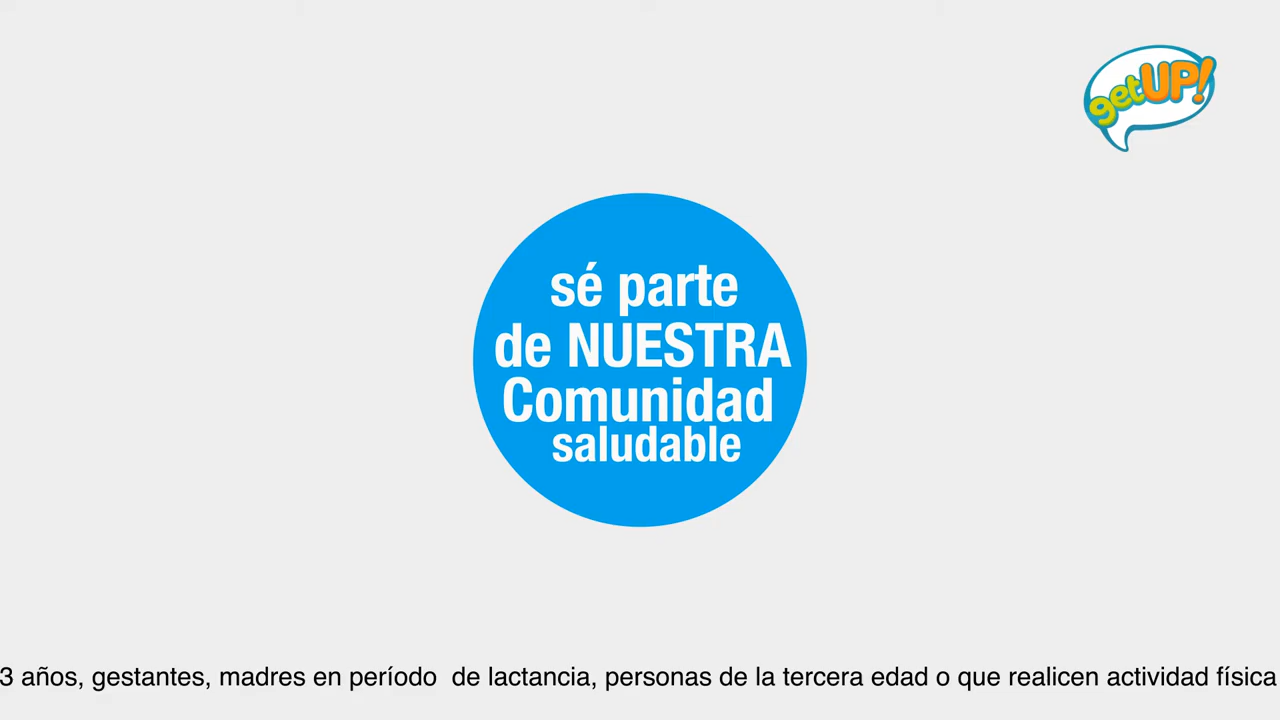 getUP!
sé parte
de NUESTRA
Comunidad
saludable
3 años, gestantes, madres en período  de lactancia, personas de la tercera edad o que realicen actividad física